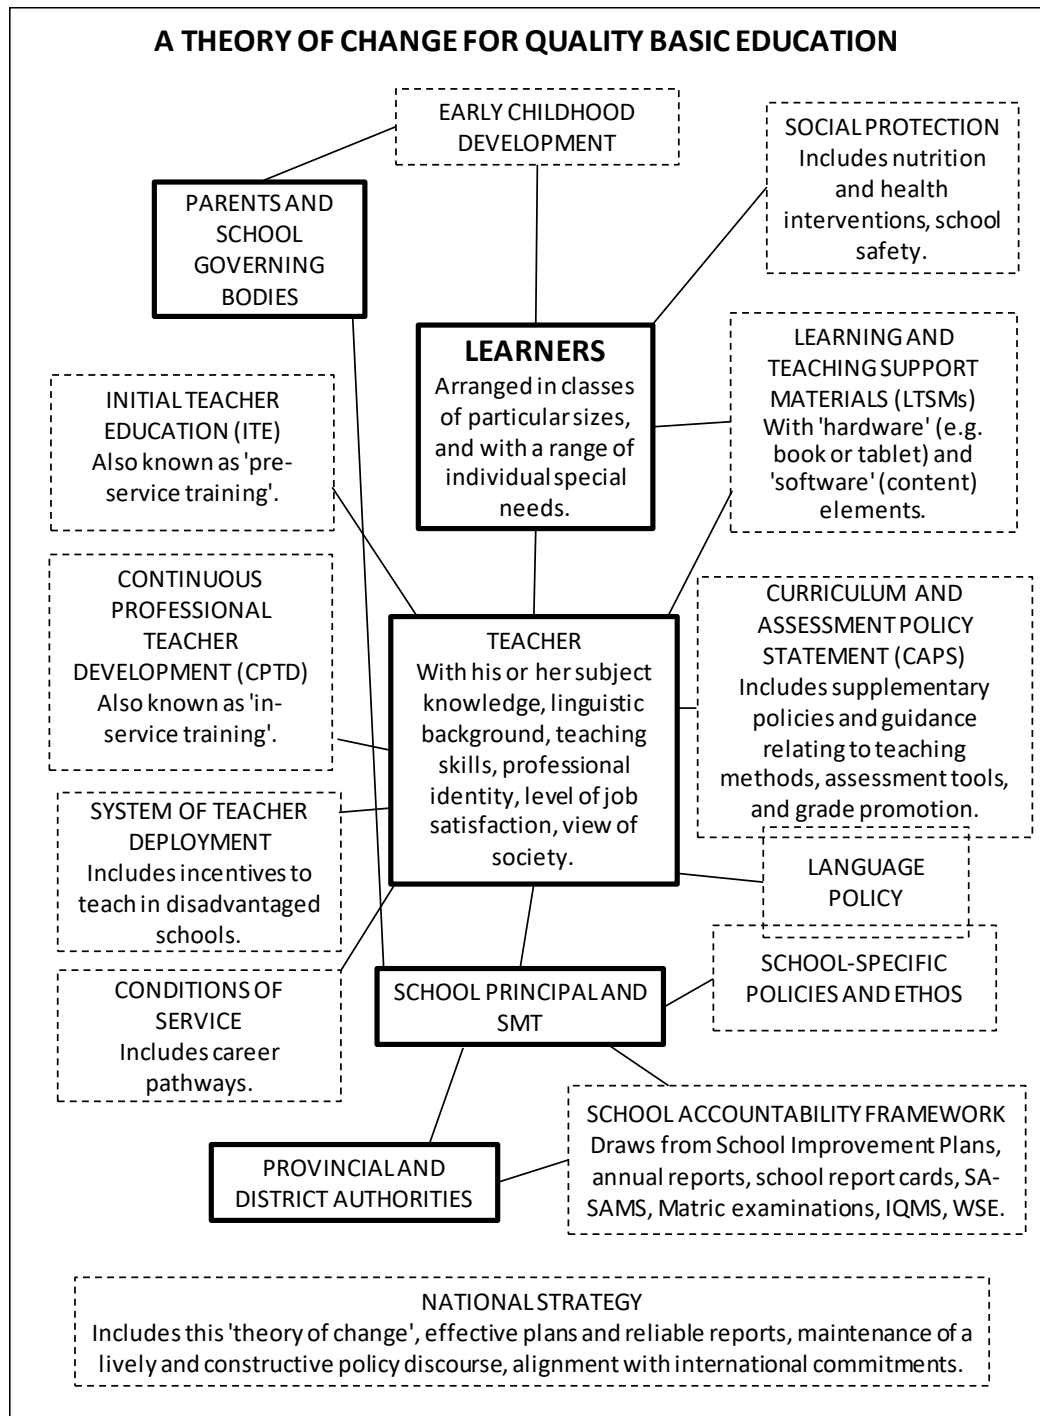 A THEORY OF CHANGE FOR QUALITY BASIC EDUCATION
EARLY CHILDHOOD
DEVELOPMENT
SOCIAL PROTECTION
Includes nutrition
and health
interventions, school
safety.
PARENTS AND
SCHOOL
GOVERNING
BODIES
LEARNERS
Arranged in classes
of particular sizes,
and with a range of
individual special
needs.
LEARNING AND
TEACHING SUPPORT
MATERIALS (LTSMs)
With 'hardware' (e.g.
book or tablet) and
'software' (content)
elements.
INITIAL TEACHER
EDUCATION (ITE)
Also known as 'pre-
service training'.
CONTINUOUS
PROFESSIONAL
TEACHER
DEVELOPMENT (CPTD)
Also known as 'in-
service training'.
TEACHER
With his or her subject
knowledge, linguistic
background, teaching
skills, professional
identity, level of job
satisfaction, view of
society.
CURRICULUM AND
ASSESSMENT POLICY
STATEMENT (CAPS)
Includes supplementary
policies and guidance
relating to teaching
methods, assessment tools,
and grade promotion.
SYSTEM OF TEACHER
DEPLOYMENT
Includes incentives to
teach in disadvantaged
schools.
LANGUAGE
POLICY
CONDITIONS OF
SERVICE
Includes career
pathways.
SCHOOL PRINCIPAL AND
SMT
SCHOOL-SPECIFIC
POLICIES AND ETHOS
PROVINCIAL AND
DISTRICT AUTHORITIES
SCHOOL ACCOUNTABILITY FRAMEWORK
Draws from School Improvement Plans,
annual reports, school report cards, SA-
SAMS, Matric examinations, IQMS, WSE.
NATIONAL STRATEGY
Includes this 'theory of change', effective plans and reliable reports, maintenance of a
lively and constructive policy discourse, alignment with international commitments.